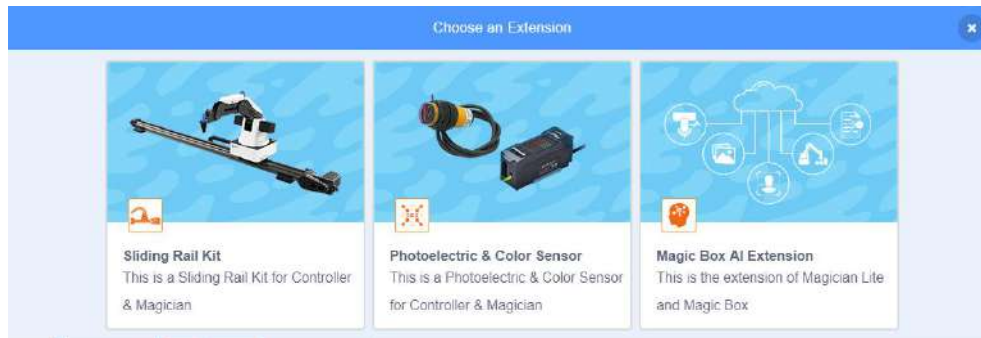 Choose an Extension
Sliding Rail Kit
This is a Sliding Rail Kit for Controller
& Magician
Photoelectric & Color Sensor
This is a Photoelectric & Color Sensor
for Controller & Magician
Magic Box AI Extension
This is the extension of Magician Lite
and Magic Box